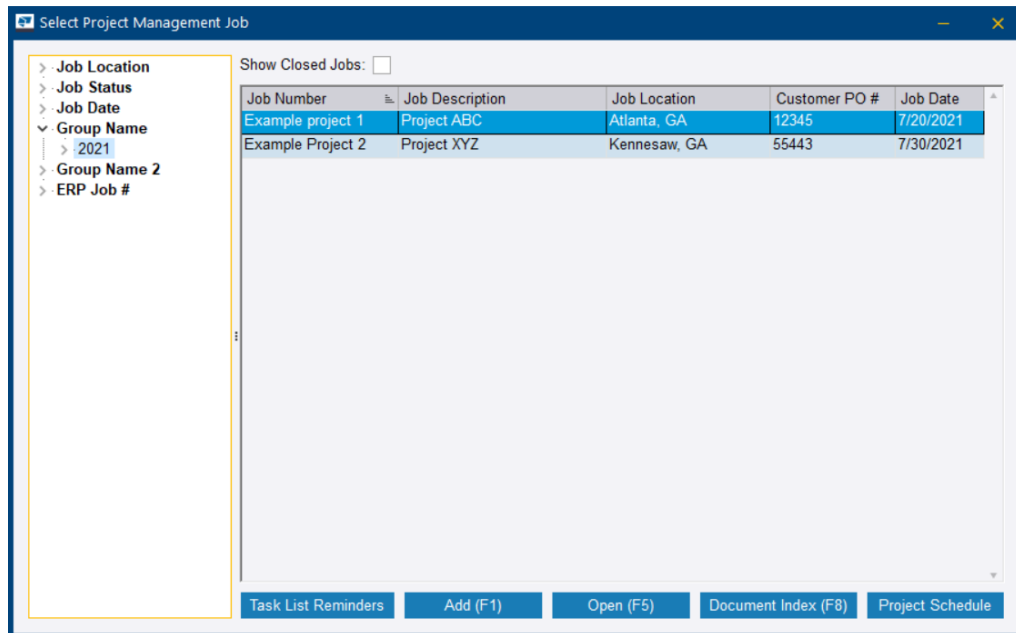 Select Project Management Job
Job Location
Job Status
Job Date
Group Name
2021
Group Name 2
ERP Job #
Show Closed Jobs:
Job Number Job Description Job Location Customer PO # Job Date
Example project 1 Project ABC Atlanta, GA 12345 7/20/2021
Example Project 2 Project XYZ Kennesaw, GA 55443 7/30/2021
Task List Reminders Add (F1) Open (F5) Document Index (F8) Project Schedule